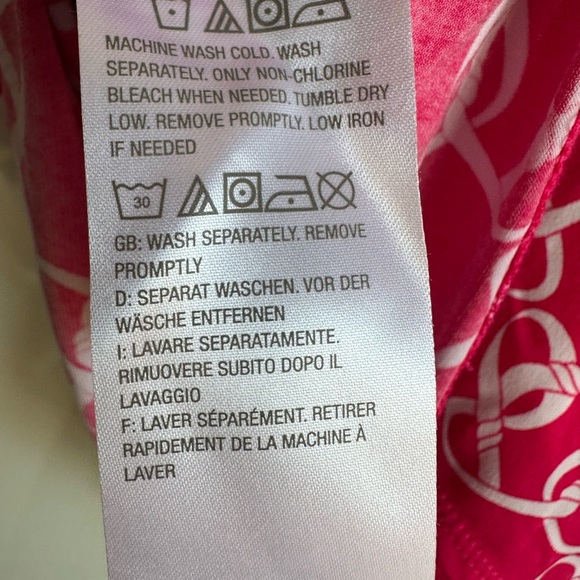 MACHINE WASH COLD. WASH
SEPARATELY. ONLY NON-CHLORINE
BLEACH WHEN NEEDED. TUMBLE DRY
LOW. REMOVE PROMPTLY. LOW IRON
IF NEEDED
30
GB: WASH SEPARATELY. REMOVE
PROMPTLY
D: SEPARAT WASCHEN. VOR DER
WÄSCHE ENTFERNEN
I: LAVARE SEPARATAMENTE.
RIMUOVERE SUBITO DOPO IL
LAVAGGIO
F: LAVER SÉPARÉMENT. RETIRER
RAPIDEMENT DE LA MACHINE À
LAVER